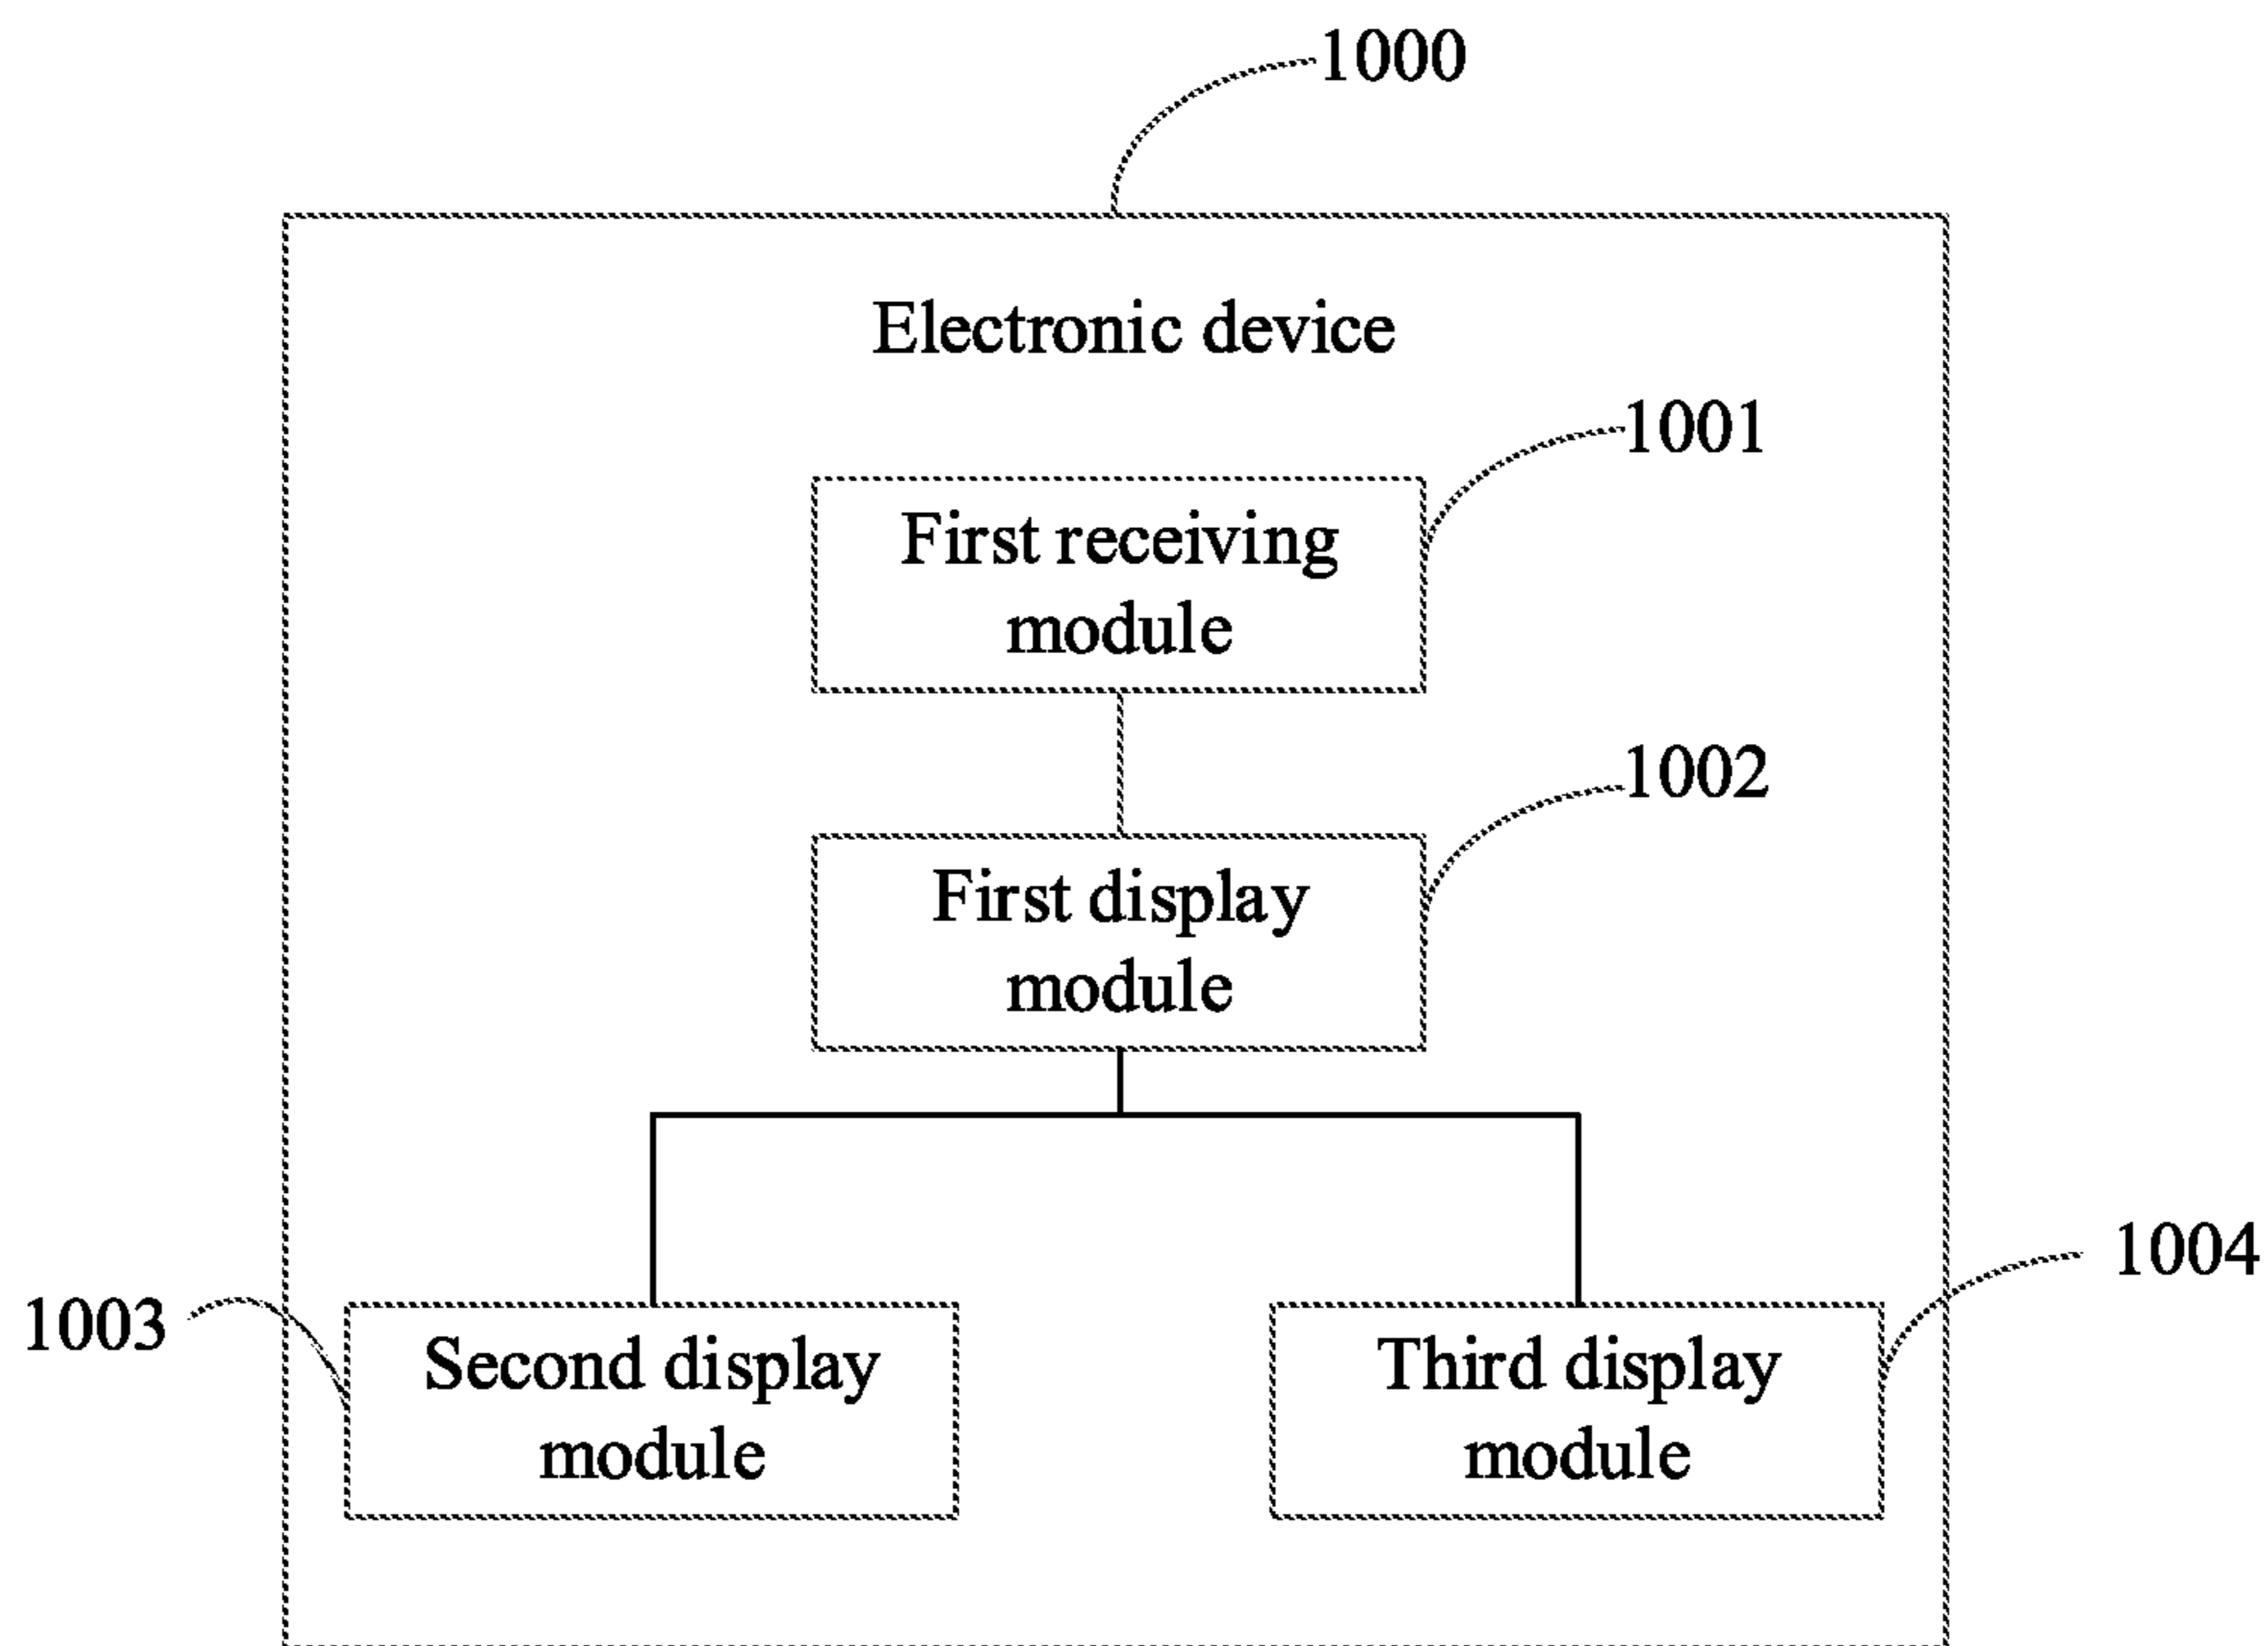 1000
Electronic device
1001
First receiving
module
1002
First display
module
1003
Second display
module
1004
Third display
module